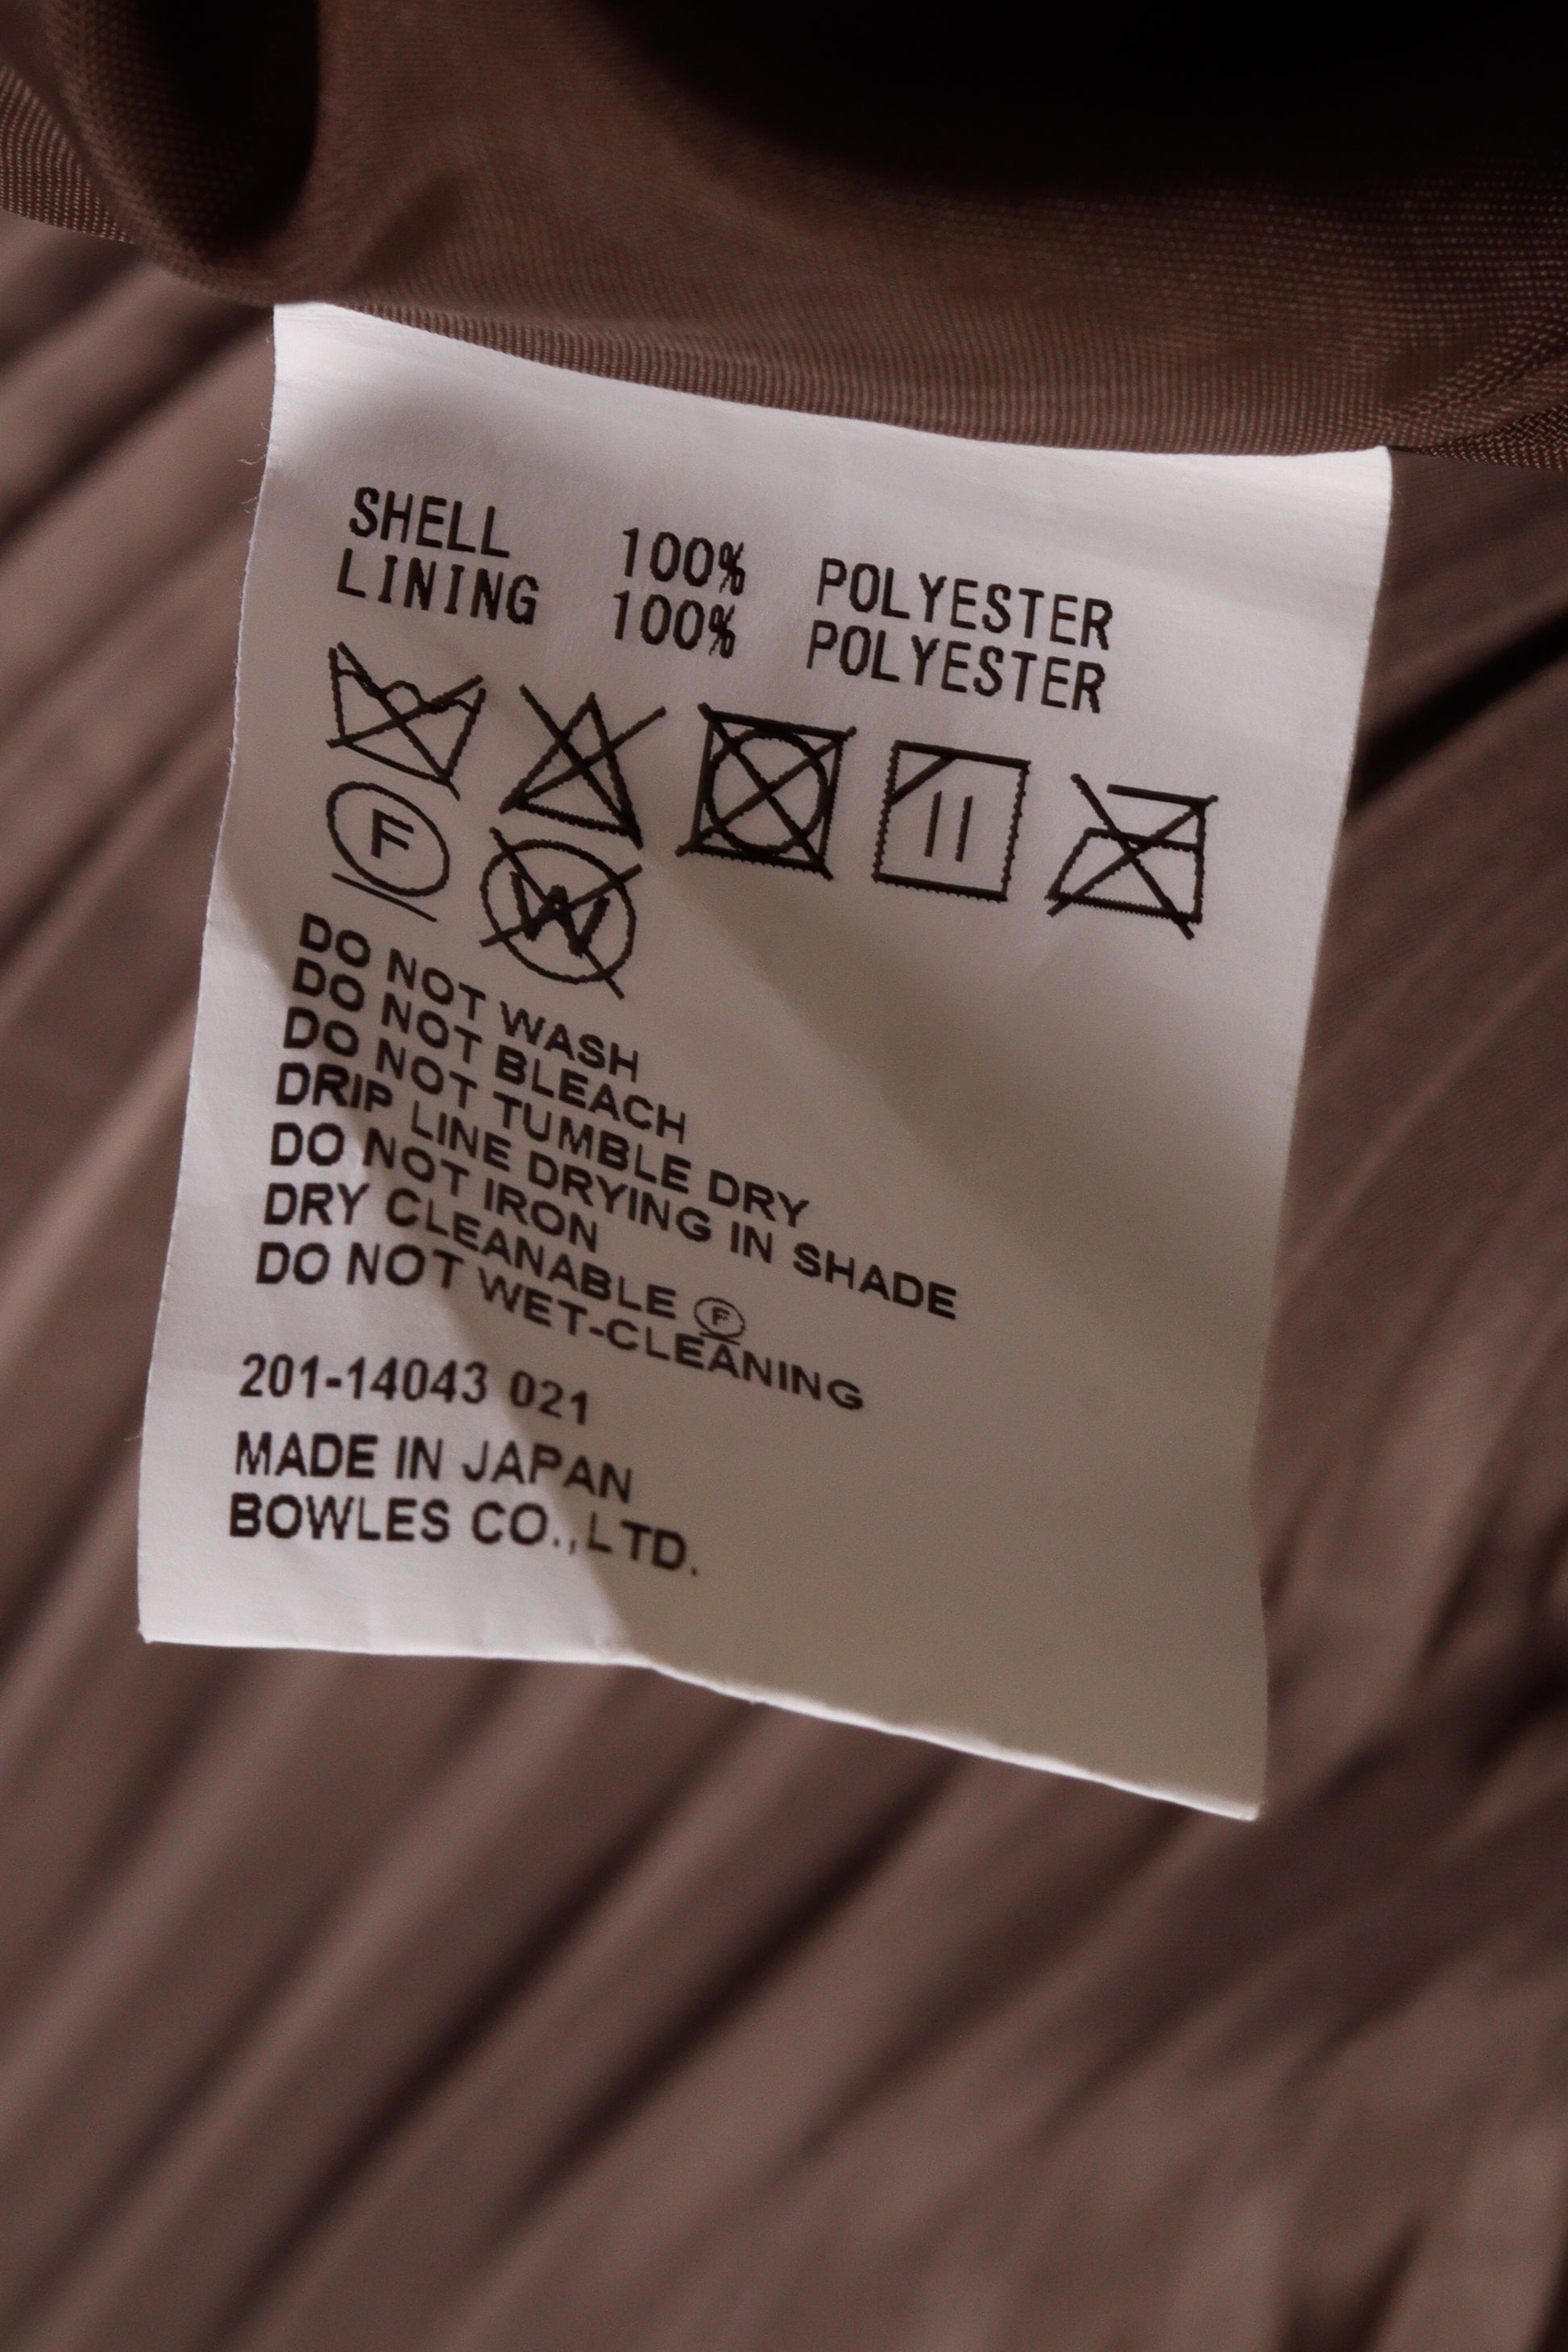 SHELL 100% POLYESTER
LINING 100% POLYESTER
F W
DO NOT WASH
DO NOT BLEACH
DO NOT TUMBLE DRY
DRIP LINE DRYING IN SHADE
DO NOT IRON
DRY CLEANABLE Ⓕ
DO NOT WET-CLEANING
201-14043 021
MADE IN JAPAN
BOWLES CO.,LTD.